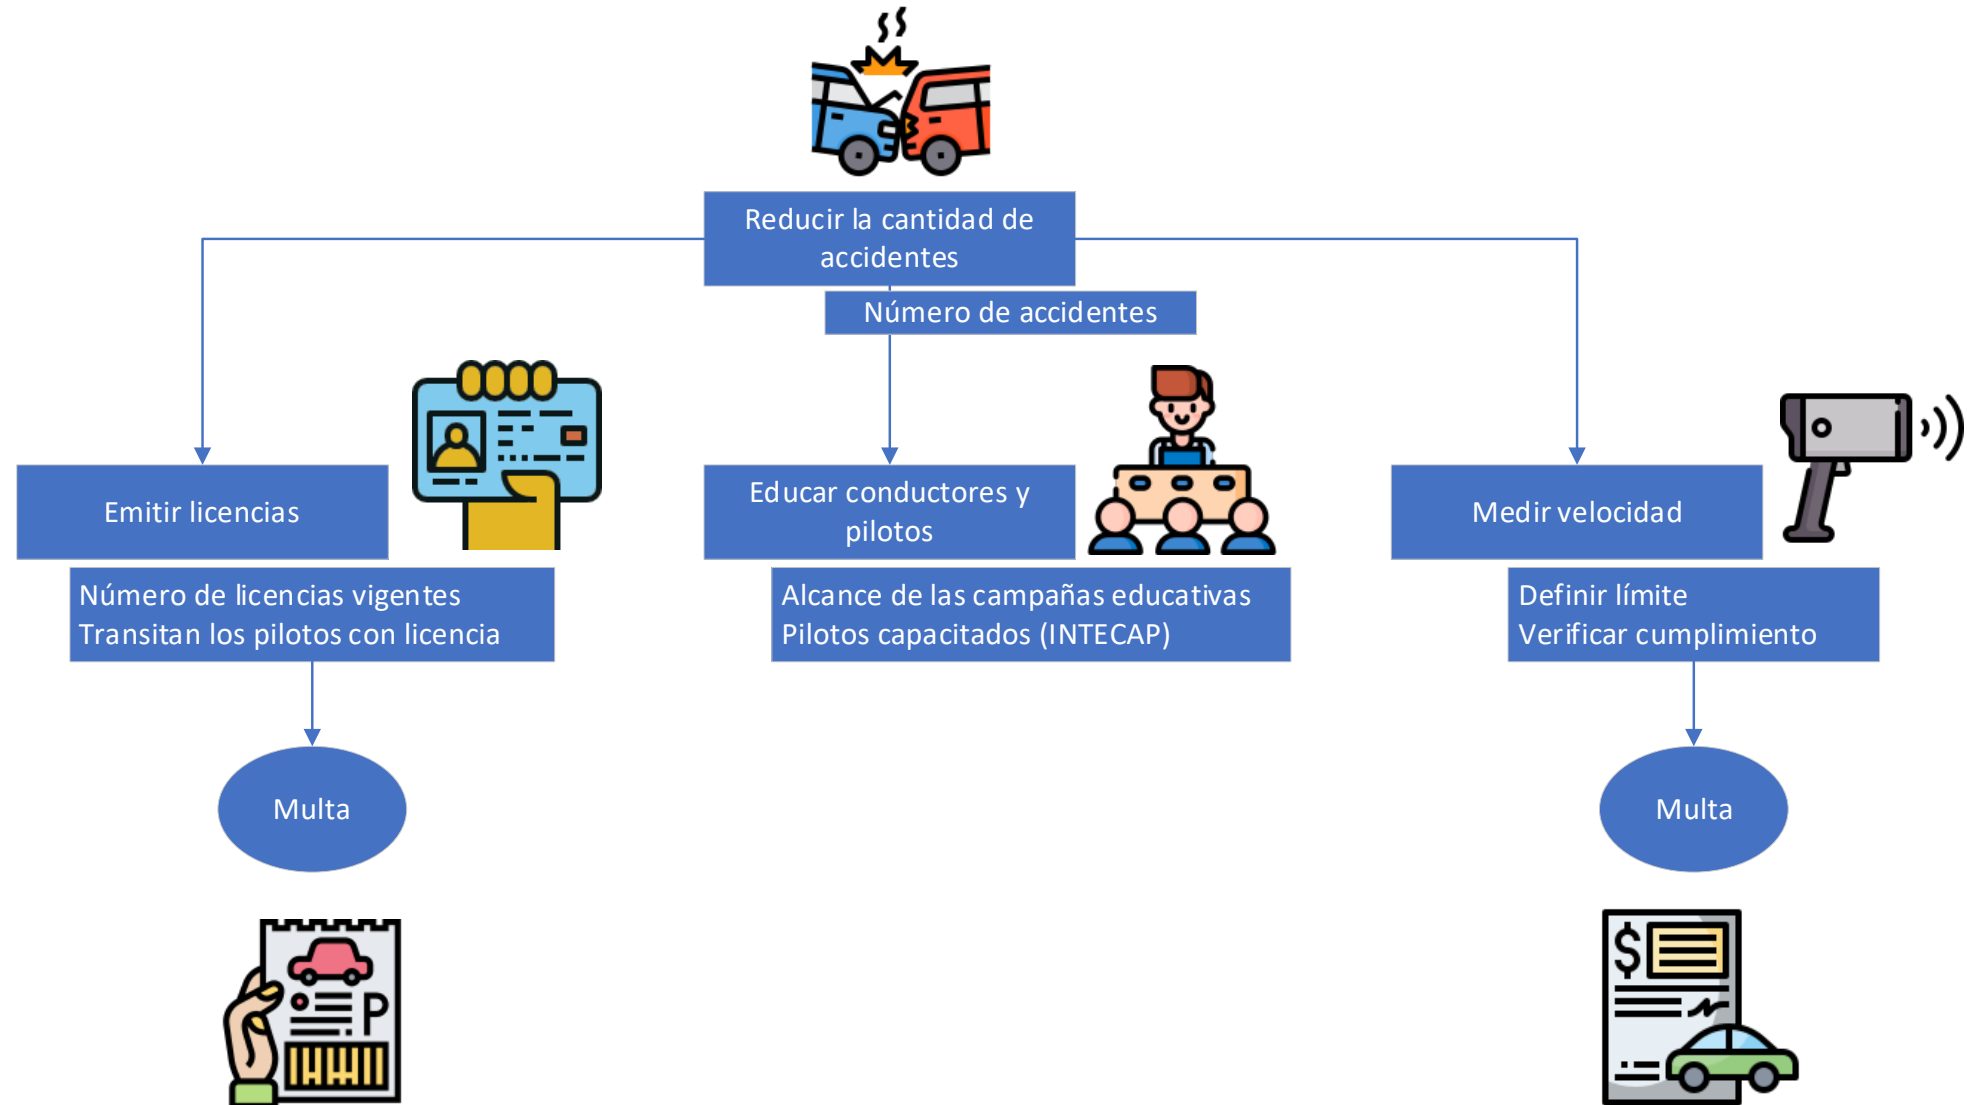 Reducir la cantidad de
accidentes
Número de accidentes
Emitir licencias
Número de licencias vigentes
Transitan los pilotos con licencia
Multa
Educar conductores y
pilotos
Alcance de las campañas educativas
Pilotos capacitados (INTECAP)
Medir velocidad
Definir límite
Verificar cumplimiento
Multa
P
$